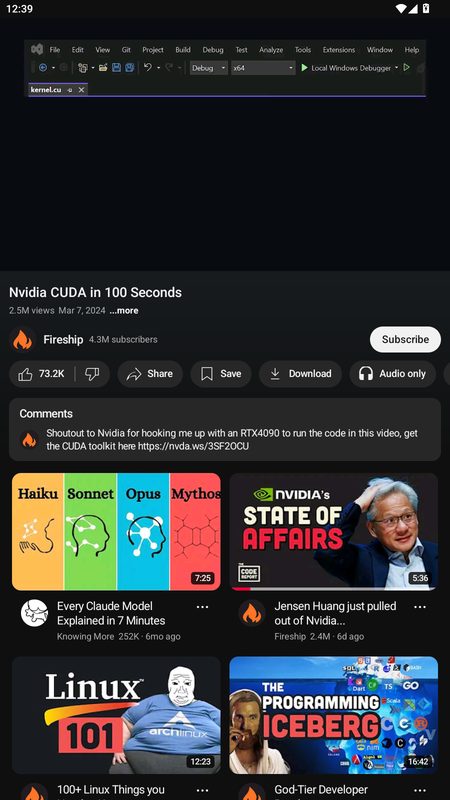 12:39
File Edit View Git Project Build Debug Test Analyze Tools Extensions Window Help
Debug x64 Local Windows Debugger
kernel.cu
Nvidia CUDA in 100 Seconds
2.5M views Mar 7, 2024 ...more
Fireship 4.3M subscribers
Subscribe
73.2K Share Save Download Audio only
Comments
Shoutout to Nvidia for hooking me up with an RTX4090 to run the code in this video, get
the CUDA toolkit here https://nvda.ws/3SF2OCU
Haiku Sonnet Opus Mythos
7:25
Every Claude Model
Explained in 7 Minutes
Knowing More 252K · 6mo ago
NVIDIA's
STATE OF
AFFAIRS
THE
CODE
REPORT
5:36
Jensen Huang just pulled
out of Nvidia...
Fireship 2.4M · 6d ago
Linux™
101
archlinux
12:23
100+ Linux Things you
THE
PROGRAMMING
ICEBERG
SQL
Dart TS GO
16:42
God-Tier Developer